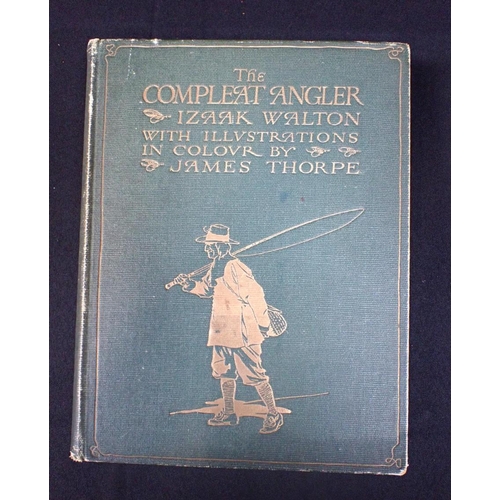 The
COMPLEAT ANGLER
IZAAK WALTON
WITH ILLVSTRATIONS
IN COLOVR BY
JAMES THORPE